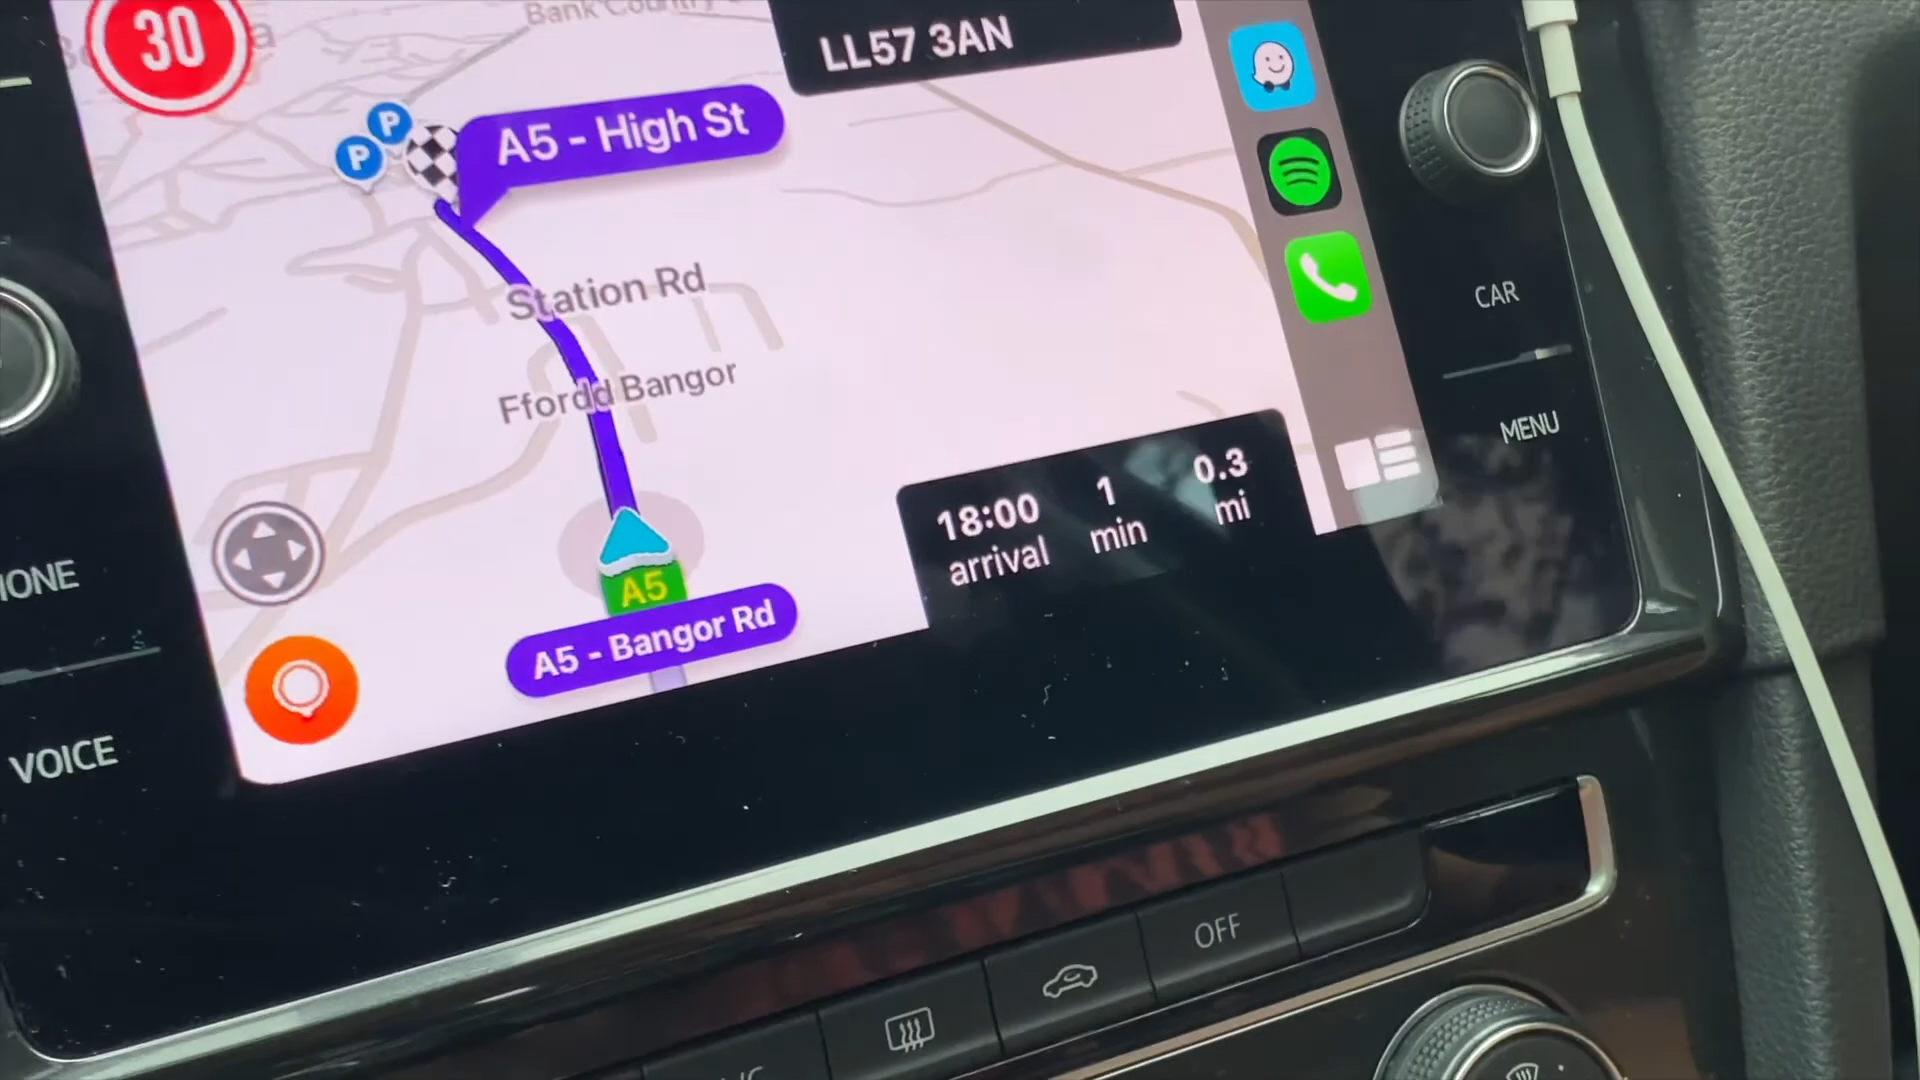 Bank Country
30
LL57 3AN
P
P
A5 - High St
Station Rd
Ffordd Bangor
A5
A5 - Bangor Rd
18:00
arrival
1
min
0.3
mi
CAR
MENU
VOICE
OFF